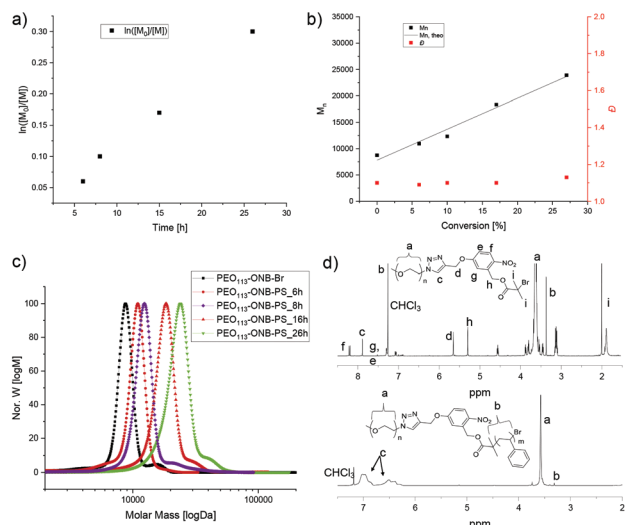 a)
ln([M₀]/[M])
ln([M₀]/[M])
0.30
0.25
0.20
0.15
0.10
0.05
5 10 15 20 25 30
Time [h]
b)
Mn
Mn, theo
Đ
Mₙ
35000
30000
25000
20000
15000
10000
5000
0
2.0
1.8
1.6
1.4
1.2
1.0
Đ
0 5 10 15 20 25 30
Conversion [%]
c)
PEO₁₁₃-ONB-Br
PEO₁₁₃-ONB-PS_6h
PEO₁₁₃-ONB-PS_8h
PEO₁₁₃-ONB-PS_16h
PEO₁₁₃-ONB-PS_26h
Nor. W [logM]
100
80
60
40
20
0
10000 100000
Molar Mass [logDa]
d)
a
b
O n N N=N c d O e f g NO₂ h O O i Br i
CHCl₃
a
b
i
f c g e d h
8 7 6 5 4 3 2
ppm
a
b
O n N N=N O NO₂ O O Br m
a
CHCl₃ c b
7 6 5 4 3 2
ppm